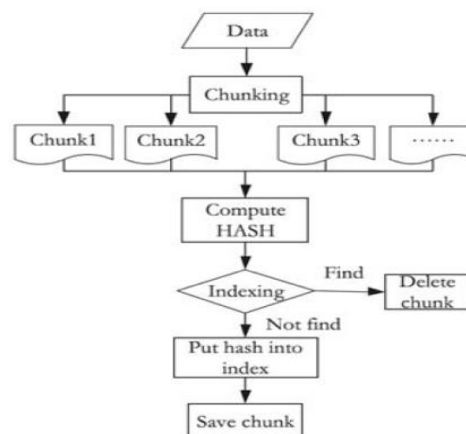 Data
Chunking
Chunk1
Chunk2
Chunk3
......
Compute
HASH
Indexing
Find
Delete
chunk
Not find
Put hash into
index
Save chunk